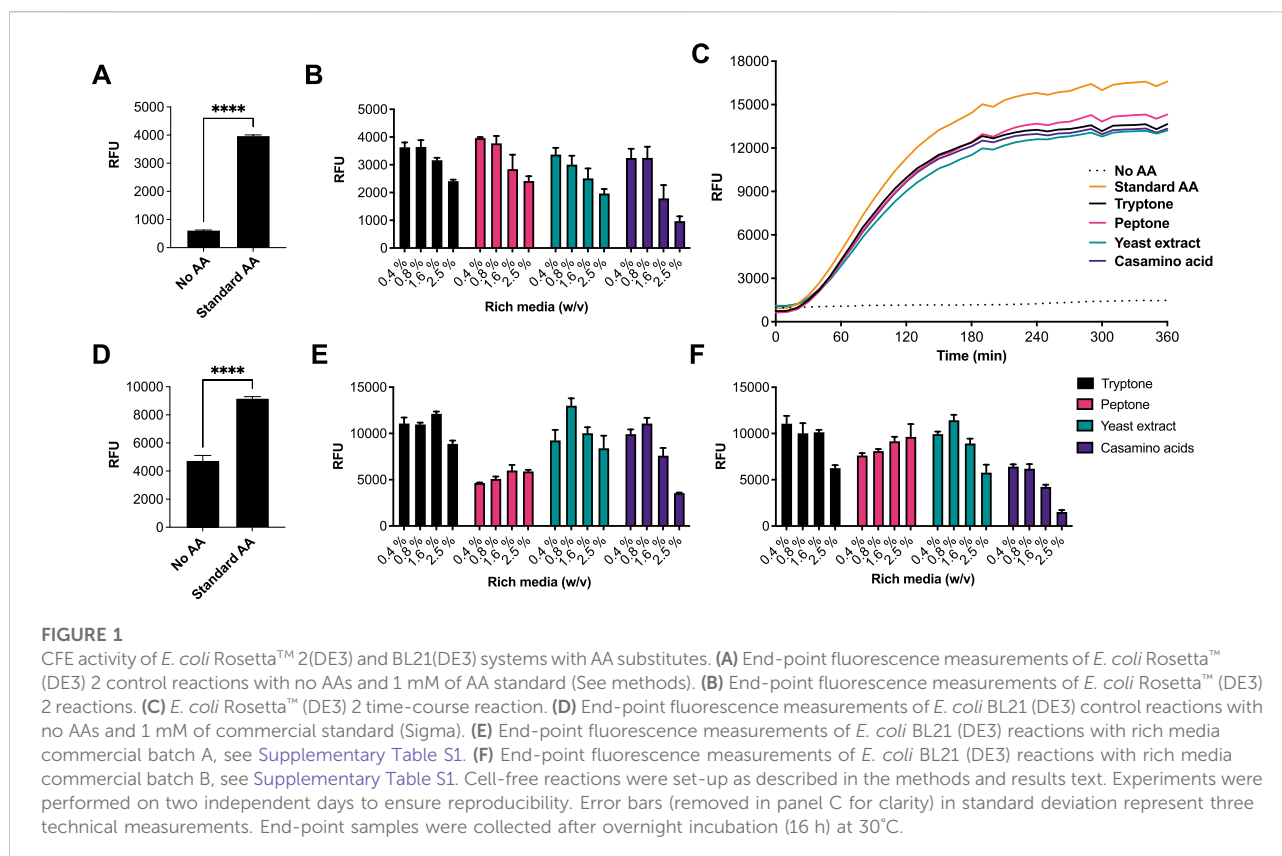 A
5000
4000
3000
2000
1000
0
RFU
****
No AA
Standard AA
B
5000
4000
3000
2000
1000
0
RFU
0.4 %
0.8 %
1.6 %
2.5 %
0.4 %
0.8 %
1.6 %
2.5 %
0.4 %
0.8 %
1.6 %
2.5 %
0.4 %
0.8 %
1.6 %
2.5 %
Rich media (w/v)
C
18000
15000
12000
9000
6000
3000
0
RFU
No AA
Standard AA
Tryptone
Peptone
Yeast extract
Casamino acid
0 60 120 180 240 300 360
Time (min)
D
10000
8000
6000
4000
2000
0
RFU
****
No AA
Standard AA
E
15000
10000
5000
0
RFU
0.4 %
0.8 %
1.6 %
2.5 %
0.4 %
0.8 %
1.6 %
2.5 %
0.4 %
0.8 %
1.6 %
2.5 %
0.4 %
0.8 %
1.6 %
2.5 %
Rich media (w/v)
F
15000
10000
5000
0
RFU
0.4 %
0.8 %
1.6 %
2.5 %
0.4 %
0.8 %
1.6 %
2.5 %
0.4 %
0.8 %
1.6 %
2.5 %
0.4 %
0.8 %
1.6 %
2.5 %
Rich media (w/v)
Tryptone
Peptone
Yeast extract
Casamino acids
FIGURE 1
CFE activity of E. coli Rosetta™ 2(DE3) and BL21(DE3) systems with AA substitutes. (A) End-point fluorescence measurements of E. coli Rosetta™
(DE3) 2 control reactions with no AAs and 1 mM of AA standard (See methods). (B) End-point fluorescence measurements of E. coli Rosetta™ (DE3)
2 reactions. (C) E. coli Rosetta™ (DE3) 2 time-course reaction. (D) End-point fluorescence measurements of E. coli BL21 (DE3) control reactions with
no AAs and 1 mM of commercial standard (Sigma). (E) End-point fluorescence measurements of E. coli BL21 (DE3) reactions with rich media
commercial batch A, see Supplementary Table S1. (F) End-point fluorescence measurements of E. coli BL21 (DE3) reactions with rich media
commercial batch B, see Supplementary Table S1. Cell-free reactions were set-up as described in the methods and results text. Experiments were
performed on two independent days to ensure reproducibility. Error bars (removed in panel C for clarity) in standard deviation represent three
technical measurements. End-point samples were collected after overnight incubation (16 h) at 30˚C.